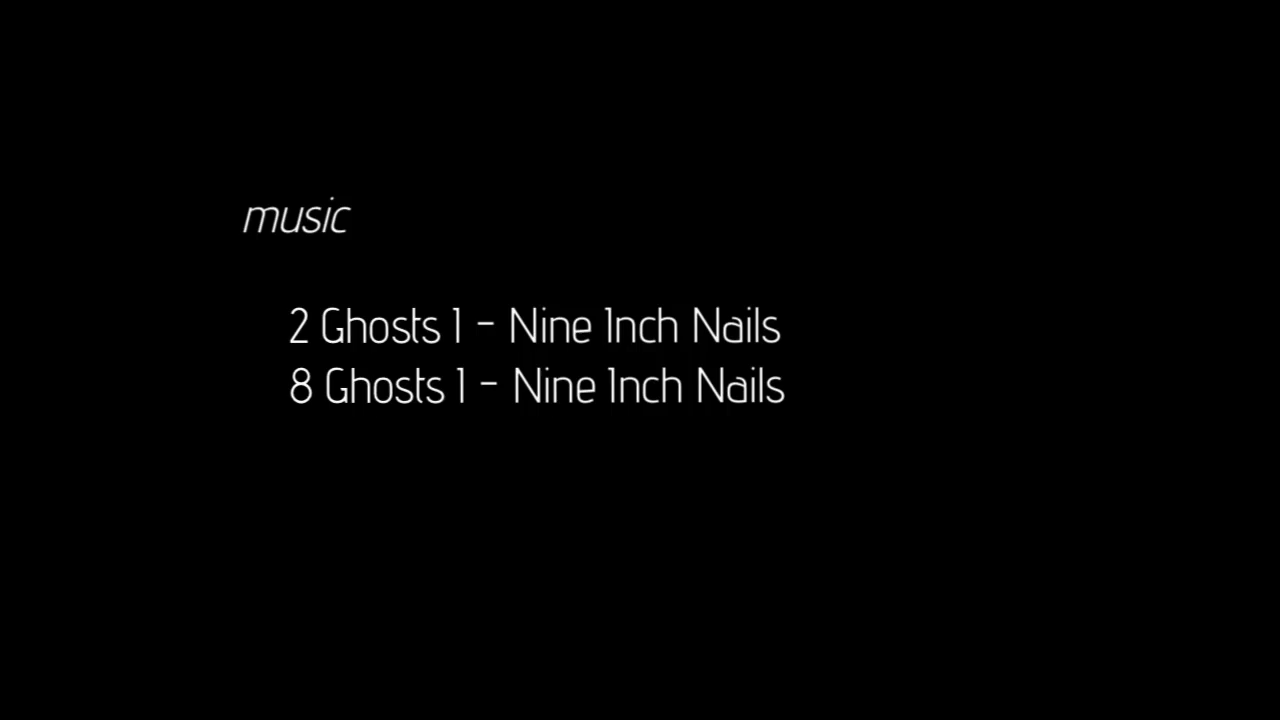 music
2 Ghosts I - Nine Inch Nails
8 Ghosts I - Nine Inch Nails